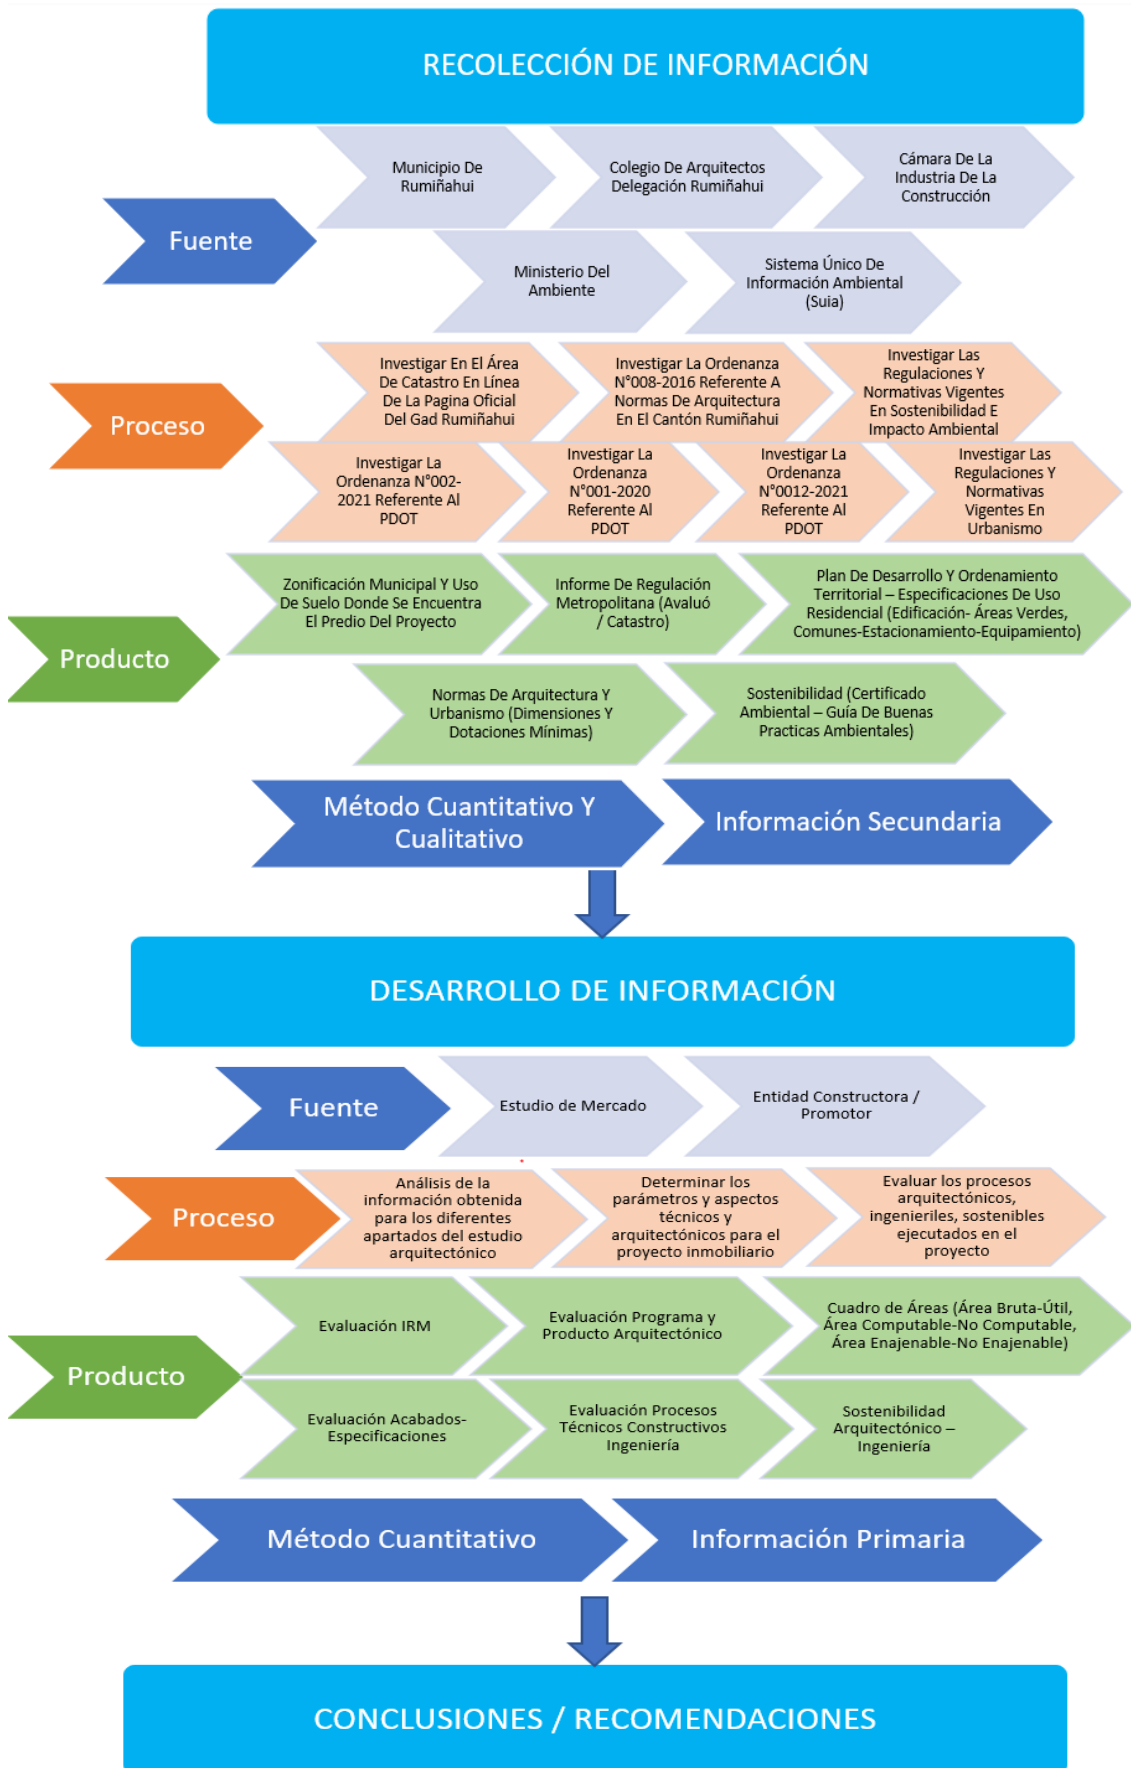 RECOLECCIÓN DE INFORMACIÓN
Fuente
Municipio De
Rumiñahui
Colegio De Arquitectos
Delegación Rumiñahui
Cámara De La
Industria De La
Construcción
Ministerio Del
Ambiente
Sistema Único De
Información Ambiental
(Suia)
Proceso
Investigar En El Área
De Catastro En Línea
De La Pagina Oficial
Del Gad Rumiñahui
Investigar La Ordenanza
N°008-2016 Referente A
Normas De Arquitectura
En El Cantón Rumiñahui
Investigar Las
Regulaciones Y
Normativas Vigentes
En Sostenibilidad E
Impacto Ambiental
Investigar La
Ordenanza N°002-
2021 Referente Al
PDOT
Investigar La
Ordenanza
N°001-2020
Referente Al
PDOT
Investigar La
Ordenanza
N°0012-2021
Referente Al
PDOT
Investigar Las
Regulaciones Y
Normativas
Vigentes En
Urbanismo
Producto
Zonificación Municipal Y Uso
De Suelo Donde Se Encuentra
El Predio Del Proyecto
Informe De Regulación
Metropolitana (Avaluó
/ Catastro)
Plan De Desarrollo Y Ordenamiento
Territorial – Especificaciones De Uso
Residencial (Edificación- Áreas Verdes,
Comunes-Estacionamiento-Equipamiento)
Normas De Arquitectura Y
Urbanismo (Dimensiones Y
Dotaciones Mínimas)
Sostenibilidad (Certificado
Ambiental – Guía De Buenas
Practicas Ambientales)
Método Cuantitativo Y
Cualitativo
Información Secundaria
DESARROLLO DE INFORMACIÓN
Fuente
Estudio de Mercado
Entidad Constructora /
Promotor
Proceso
Análisis de la
información obtenida
para los diferentes
apartados del estudio
arquitectónico
Determinar los
parámetros y aspectos
técnicos y
arquitectónicos para el
proyecto inmobiliario
Evaluar los procesos
arquitectónicos,
ingenieriles, sostenibles
ejecutados en el
proyecto
Producto
Evaluación IRM
Evaluación Programa y
Producto Arquitectónico
Cuadro de Áreas (Área Bruta-Útil,
Área Computable-No Computable,
Área Enajenable-No Enajenable)
Evaluación Acabados-
Especificaciones
Evaluación Procesos
Técnicos Constructivos
Ingeniería
Sostenibilidad
Arquitectónico –
Ingeniería
Método Cuantitativo
Información Primaria
CONCLUSIONES / RECOMENDACIONES